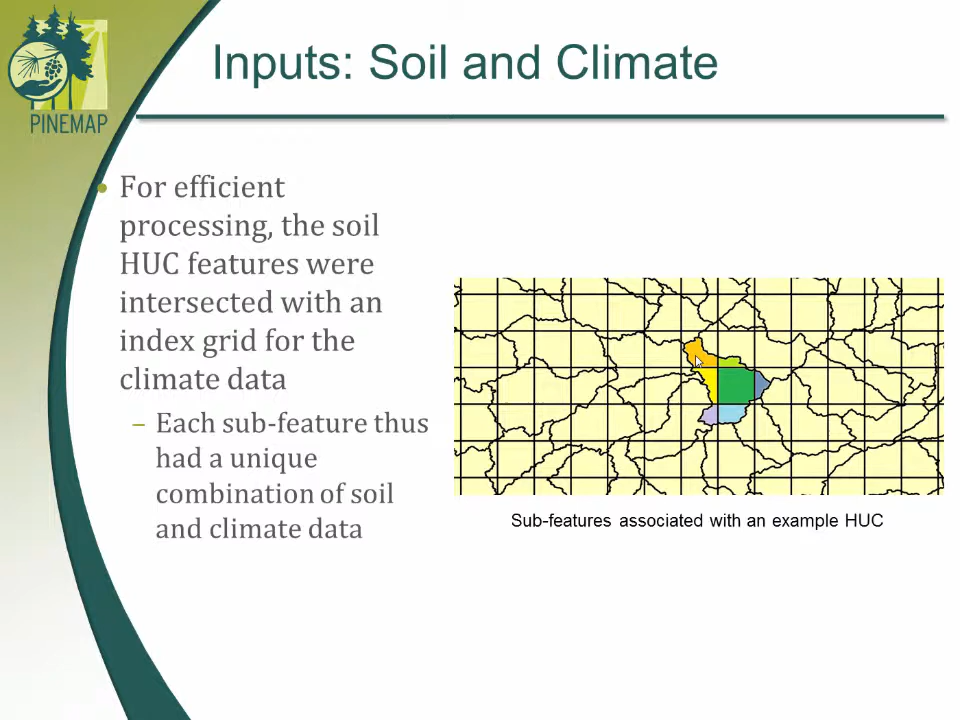 Inputs: Soil and Climate
PINEMAP
• For efficient
processing, the soil
HUC features were
intersected with an
index grid for the
climate data
– Each sub-feature thus
had a unique
combination of soil
and climate data
Sub-features associated with an example HUC